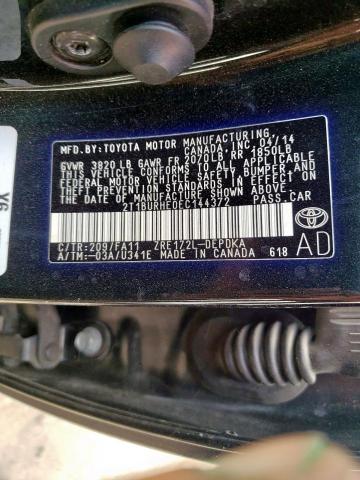 MFD.BY:TOYOTA MOTOR MANUFACTURING,
CANADA, INC. 04/14
GVWR 3820 LB GAWR FR 2070LB RR 1850LB
THIS VEHICLE CONFORMS TO ALL APPLICABLE
FEDERAL MOTOR VEHICLE SAFETY, BUMPER AND
THEFT PREVENTION STANDARDS IN EFFECT ON
THE DATE OF MANUFACTURE SHOWN ABOVE.
2T1BURHE0EC144372 PASS.CAR
C/TR:209/FA11 ZRE172L-DEPDKA
A/TM:-03A/U341E MADE IN CANADA 618
AD